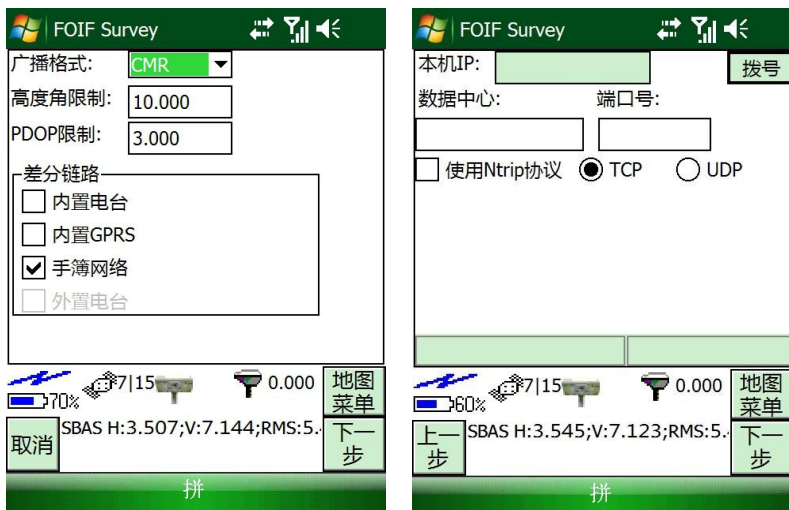 FOIF Survey
广播格式: CMR
高度角限制: 10.000
PDOP限制: 3.000
差分链路
内置电台
内置GPRS
手簿网络
外置电台
7|15 0.000 地图
70% 菜单
取消 SBAS H:3.507;V:7.144;RMS:5. 下一
步
拼
FOIF Survey
本机IP: 拨号
数据中心: 端口号:
使用Ntrip协议 TCP UDP
7|15 0.000 地图
60% 菜单
上一 SBAS H:3.545;V:7.123;RMS:5. 下一
步 步
拼